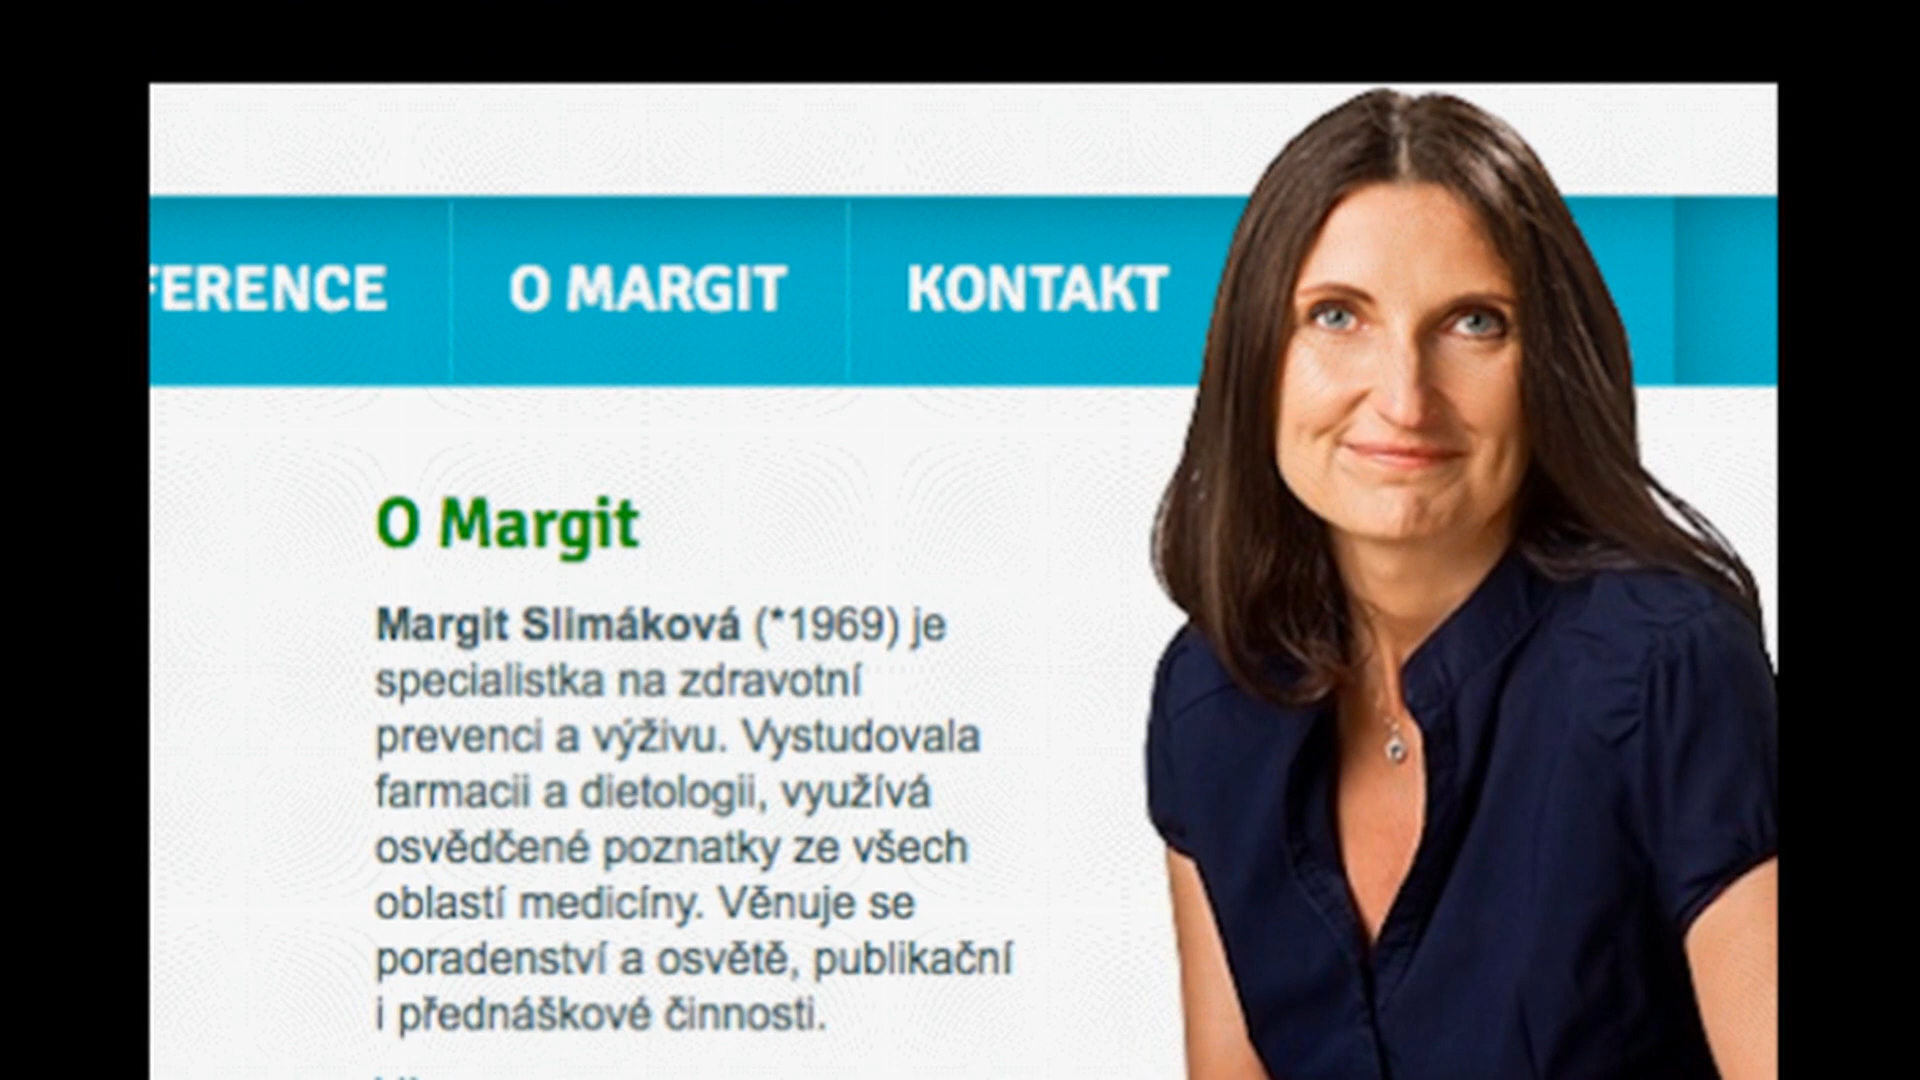 FERENCE
O MARGIT
KONTAKT
O Margit
Margit Slimáková (*1969) je
specialistka na zdravotní
prevenci a výživu. Vystudovala
farmacii a dietologii, využívá
osvědčené poznatky ze všech
oblastí medicíny. Věnuje se
poradenství a osvětě, publikační
i přednáškové činnosti.